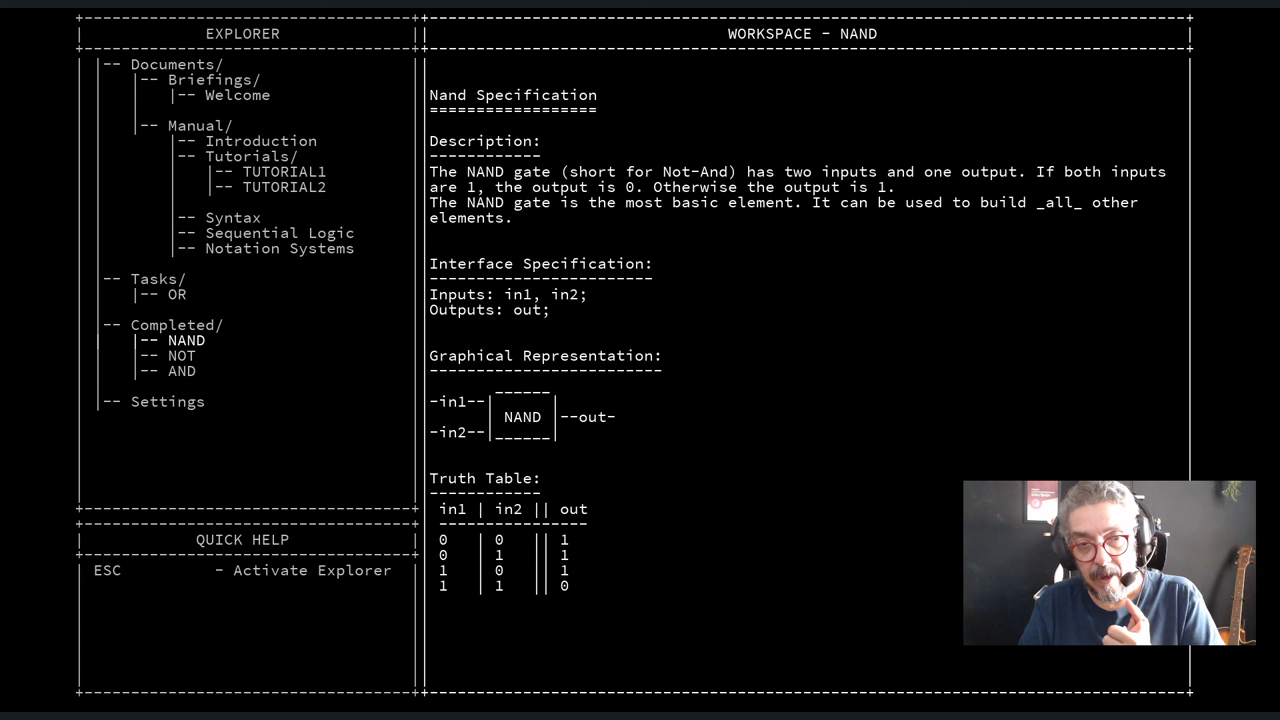 EXPLORER
|-- Documents/
|-- Briefings/
|-- Welcome
|-- Manual/
|-- Introduction
|-- Tutorials/
|-- TUTORIAL1
|-- TUTORIAL2
|-- Syntax
|-- Sequential Logic
|-- Notation Systems
|-- Tasks/
|-- OR
|-- Completed/
|-- NAND
|-- NOT
|-- AND
|-- Settings
QUICK HELP
ESC - Activate Explorer
WORKSPACE - NAND
Nand Specification
==================
Description:
------------
The NAND gate (short for Not-And) has two inputs and one output. If both inputs
are 1, the output is 0. Otherwise the output is 1.
The NAND gate is the most basic element. It can be used to build _all_ other
elements.
Interface Specification:
------------------------
Inputs: in1, in2;
Outputs: out;
Graphical Representation:
-------------------------
-in1--|
| NAND |--out-
-in2--|
Truth Table:
------------
in1 | in2 || out
----------------
0 | 0 || 1
0 | 1 || 1
1 | 0 || 1
1 | 1 || 0